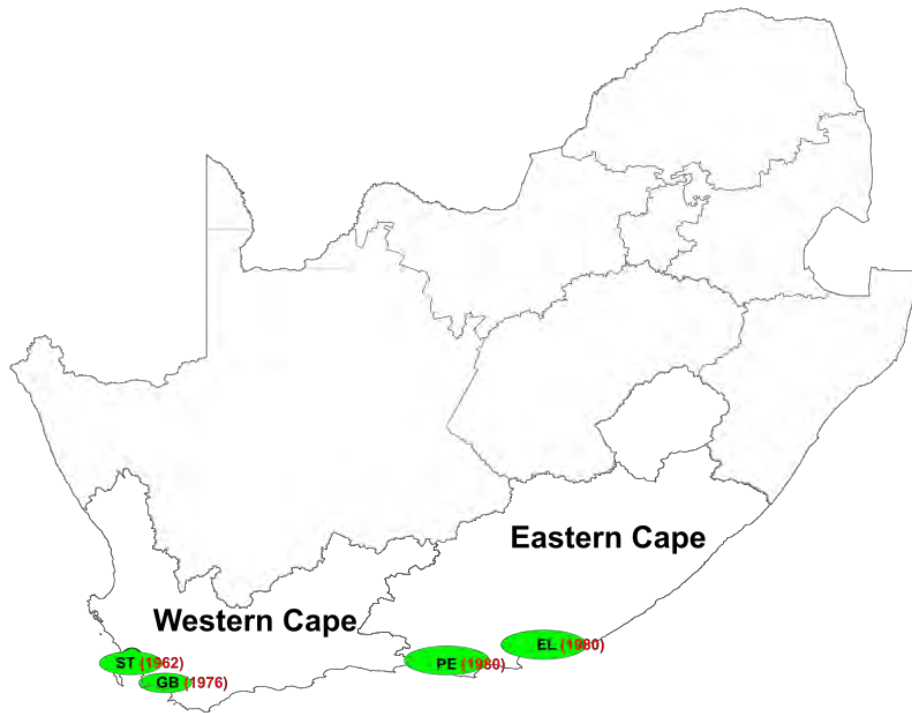 Eastern Cape
Western Cape
EL (1980)
ST (1962)
PE (1980)
GB (1976)